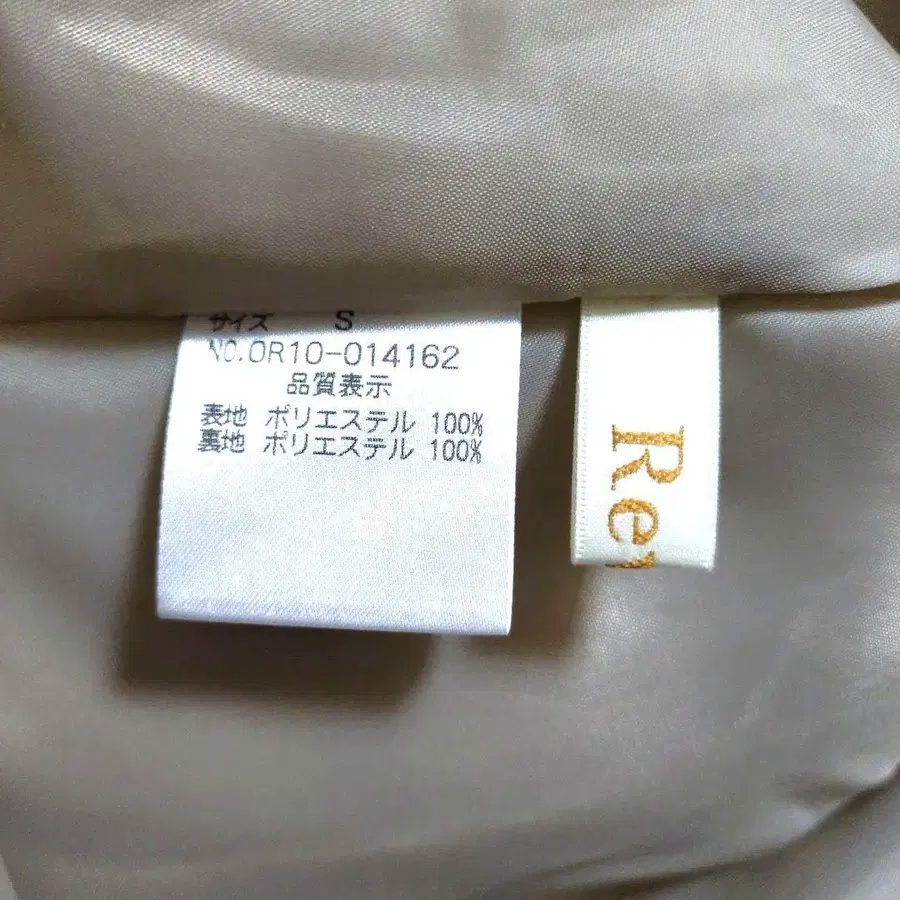 サイズ S
NO.OR10-014162
品質表示
表地 ポリエステル 100%
裏地 ポリエステル 100%
Re